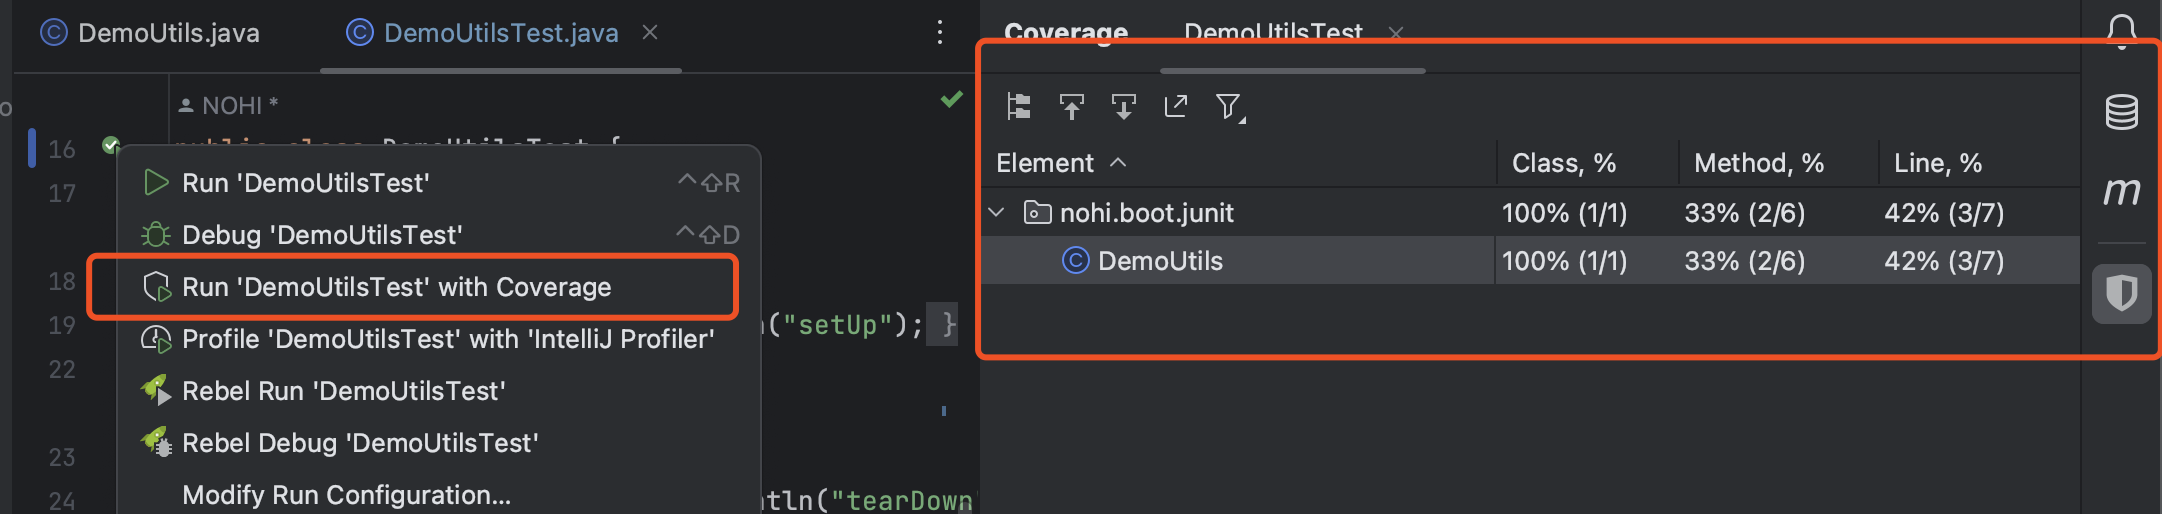 DemoUtils.java
DemoUtilsTest.java
NOHI *
16
17
18
19
22
23
24
public class DemoUtilsTest {
("setUp"); }
tln("tearDown"
Run 'DemoUtilsTest' ^⇧R
Debug 'DemoUtilsTest' ^⇧D
Run 'DemoUtilsTest' with Coverage
Profile 'DemoUtilsTest' with 'IntelliJ Profiler'
Rebel Run 'DemoUtilsTest'
Rebel Debug 'DemoUtilsTest'
Modify Run Configuration...
Coverage DemoUtilsTest
Element Class, % Method, % Line, %
nohi.boot.junit 100% (1/1) 33% (2/6) 42% (3/7)
DemoUtils 100% (1/1) 33% (2/6) 42% (3/7)
m